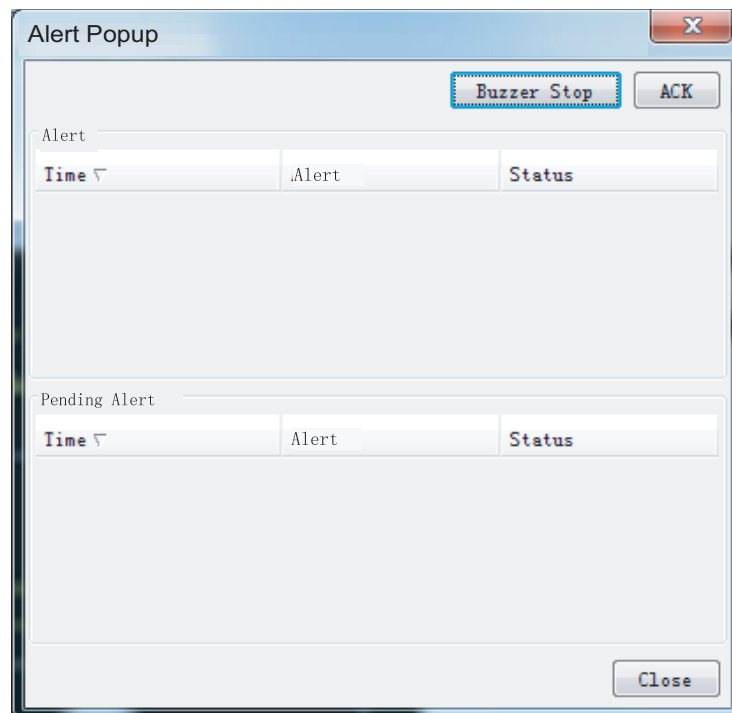 Alert Popup
Buzzer Stop ACK
Alert
Time Alert Status
Pending Alert
Time Alert Status
Close